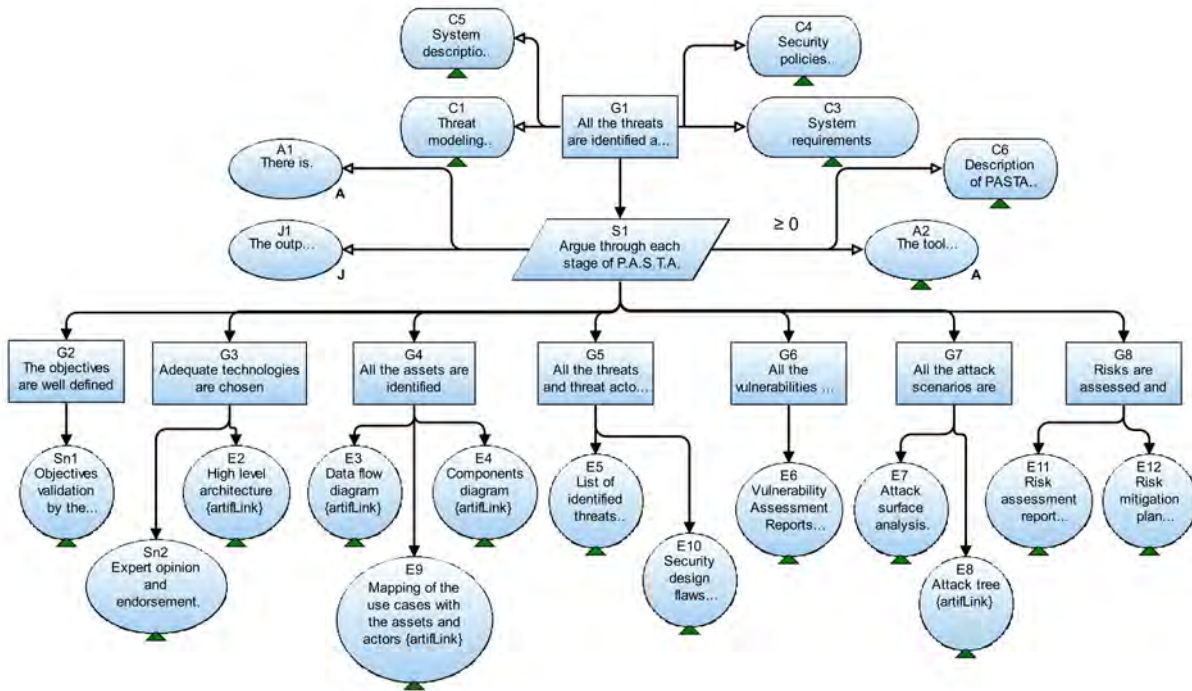 C5
System
descriptio..
C4
Security
policies..
C1
Threat
modeling..
G1
All the threats
are identified a...
C3
System
requirements
A1
There is.
A
C6
Description
of PASTA..
J1
The outp...
J
S1
Argue through each
stage of P.A.S.T.A.
≥ 0
A2
The tool...
A
G2
The objectives
are well defined
G3
Adequate technologies
are chosen
G4
All the assets are
identified
G5
All the threats
and threat acto....
G6
All the
vulnerabilities ...
G7
All the attack
scenarios are
G8
Risks are
assessed and
Sn1
Objectives
validation
by the...
Sn2
Expert opinion
and
endorsement.
E2
High level
architecture
{artifLink}
E3
Data flow
diagram
{artifLink}
E9
Mapping of the
use cases with
the assets and
actors {artifLink}
E4
Components
diagram
{artifLink}
E5
List of
identified
threats..
E10
Security
design
flaws...
E6
Vulnerability
Assessment
Reports...
E7
Attack
surface
analysis.
E8
Attack tree
{artifLink}
E11
Risk
assessment
report...
E12
Risk
mitigation
plan...